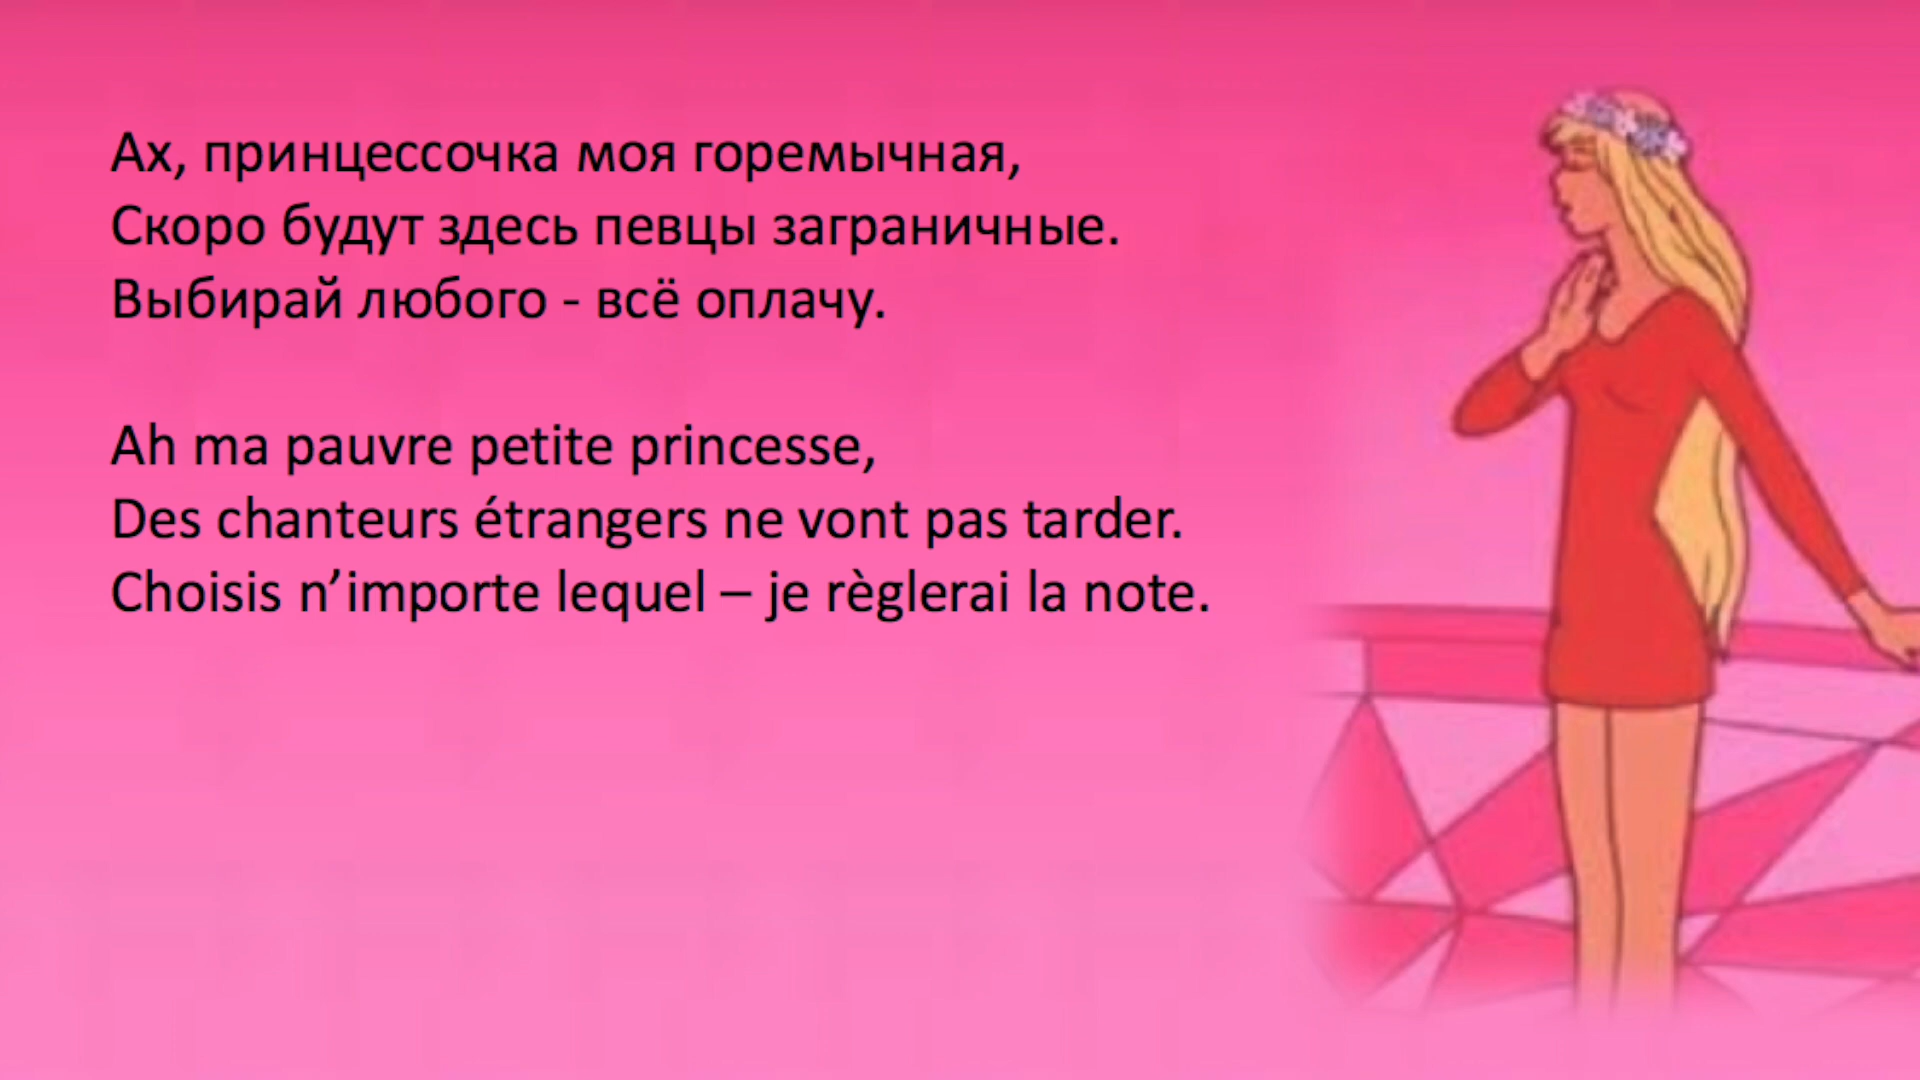 Ах, принцессочка моя горемычная,
Скоро будут здесь певцы заграничные.
Выбирай любого - всё оплачу.
Ah ma pauvre petite princesse,
Des chanteurs étrangers ne vont pas tarder.
Choisis n’importe lequel – je règlerai la note.